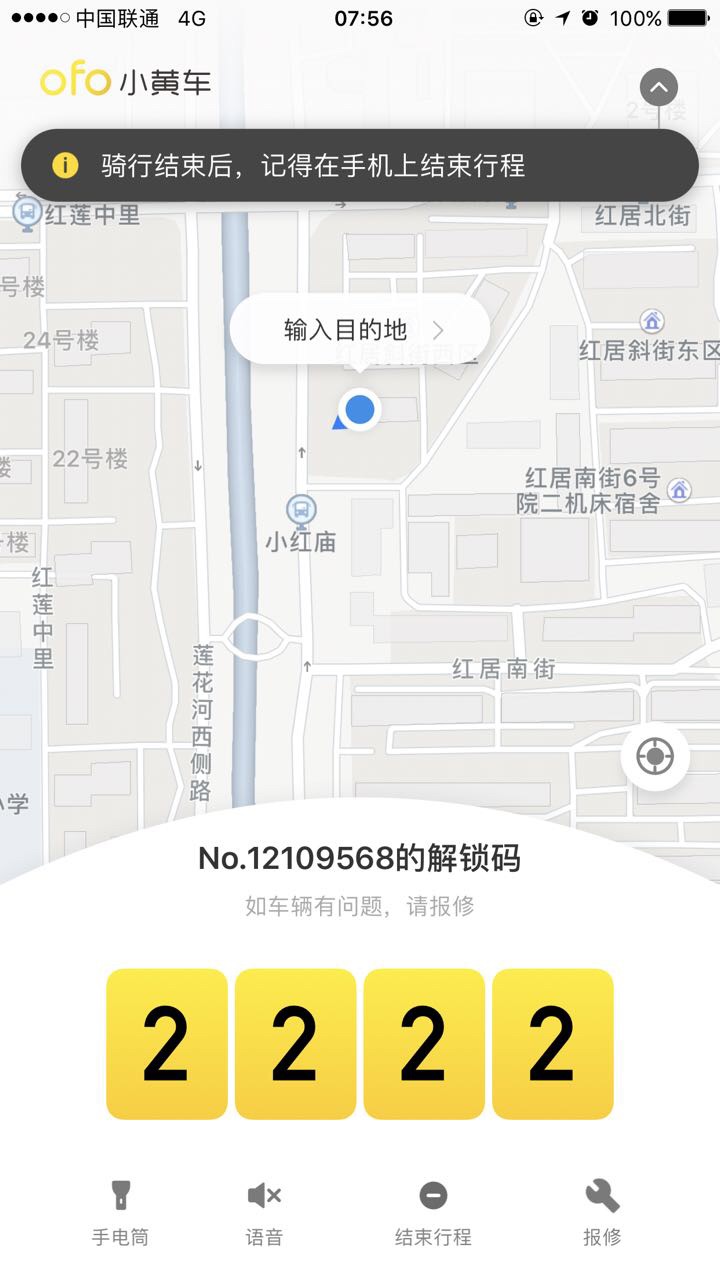 中国联通 4G 07:56 100%
ofo小黄车
2号楼
骑行结束后，记得在手机上结束行程
红莲中里
红居北街
号楼
输入目的地
24号楼
红居斜街西区
红居斜街东区
22号楼
楼
红居南街6号
院二机床宿舍
小红庙
楼
红莲中里
莲花河西侧路
红居南街
小学
No.12109568的解锁码
如车辆有问题，请报修
2 2 2 2
手电筒 语音 结束行程 报修